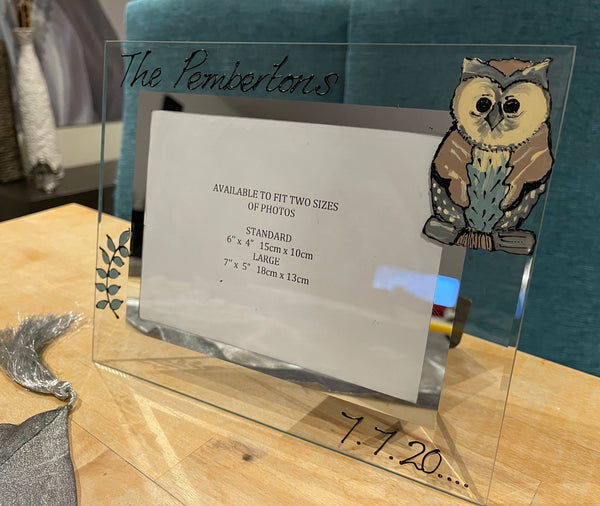 The Pembertons
AVAILABLE TO FIT TWO SIZES
OF PHOTOS
STANDARD
6” x 4” 15cm x 10cm
LARGE
7” x 5” 18cm x 13cm
7.7.20....